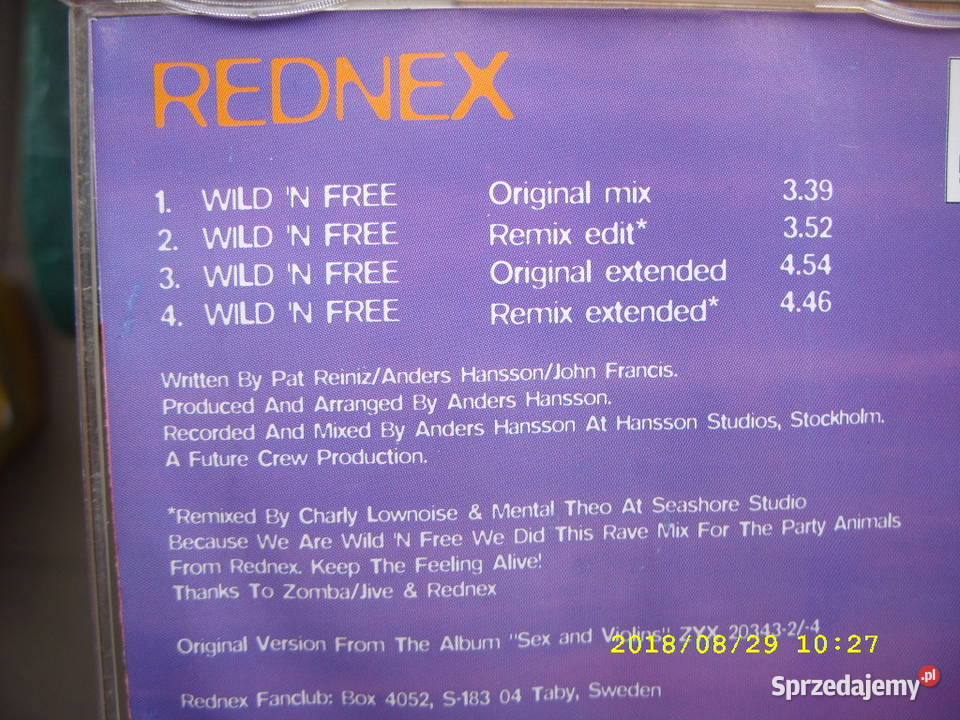 REDNEX
1. WILD 'N FREE Original mix 3.39
2. WILD 'N FREE Remix edit* 3.52
3. WILD 'N FREE Original extended 4.54
4. WILD 'N FREE Remix extended* 4.46
Written By Pat Reiniz/Anders Hansson/John Francis.
Produced And Arranged By Anders Hansson.
Recorded And Mixed By Anders Hansson At Hansson Studios, Stockholm.
A Future Crew Production.
*Remixed By Charly Lownoise & Mental Theo At Seashore Studio
Because We Are Wild 'N Free We Did This Rave Mix For The Party Animals
From Rednex. Keep The Feeling Alive!
Thanks To Zomba/Jive & Rednex
Original Version From The Album "Sex and Violins" ZYX 20343-2/-4
2018/08/29 10:27
Rednex Fanclub: Box 4052, S-183 04 Taby, Sweden
Sprzedajemy.pl